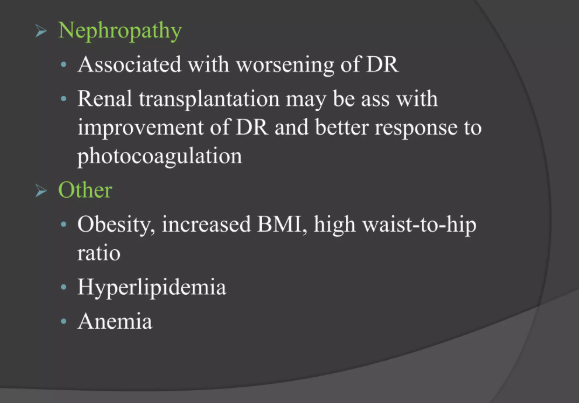 Nephropathy
Associated with worsening of DR
Renal transplantation may be ass with
improvement of DR and better response to
photocoagulation
Other
Obesity, increased BMI, high waist-to-hip
ratio
Hyperlipidemia
Anemia